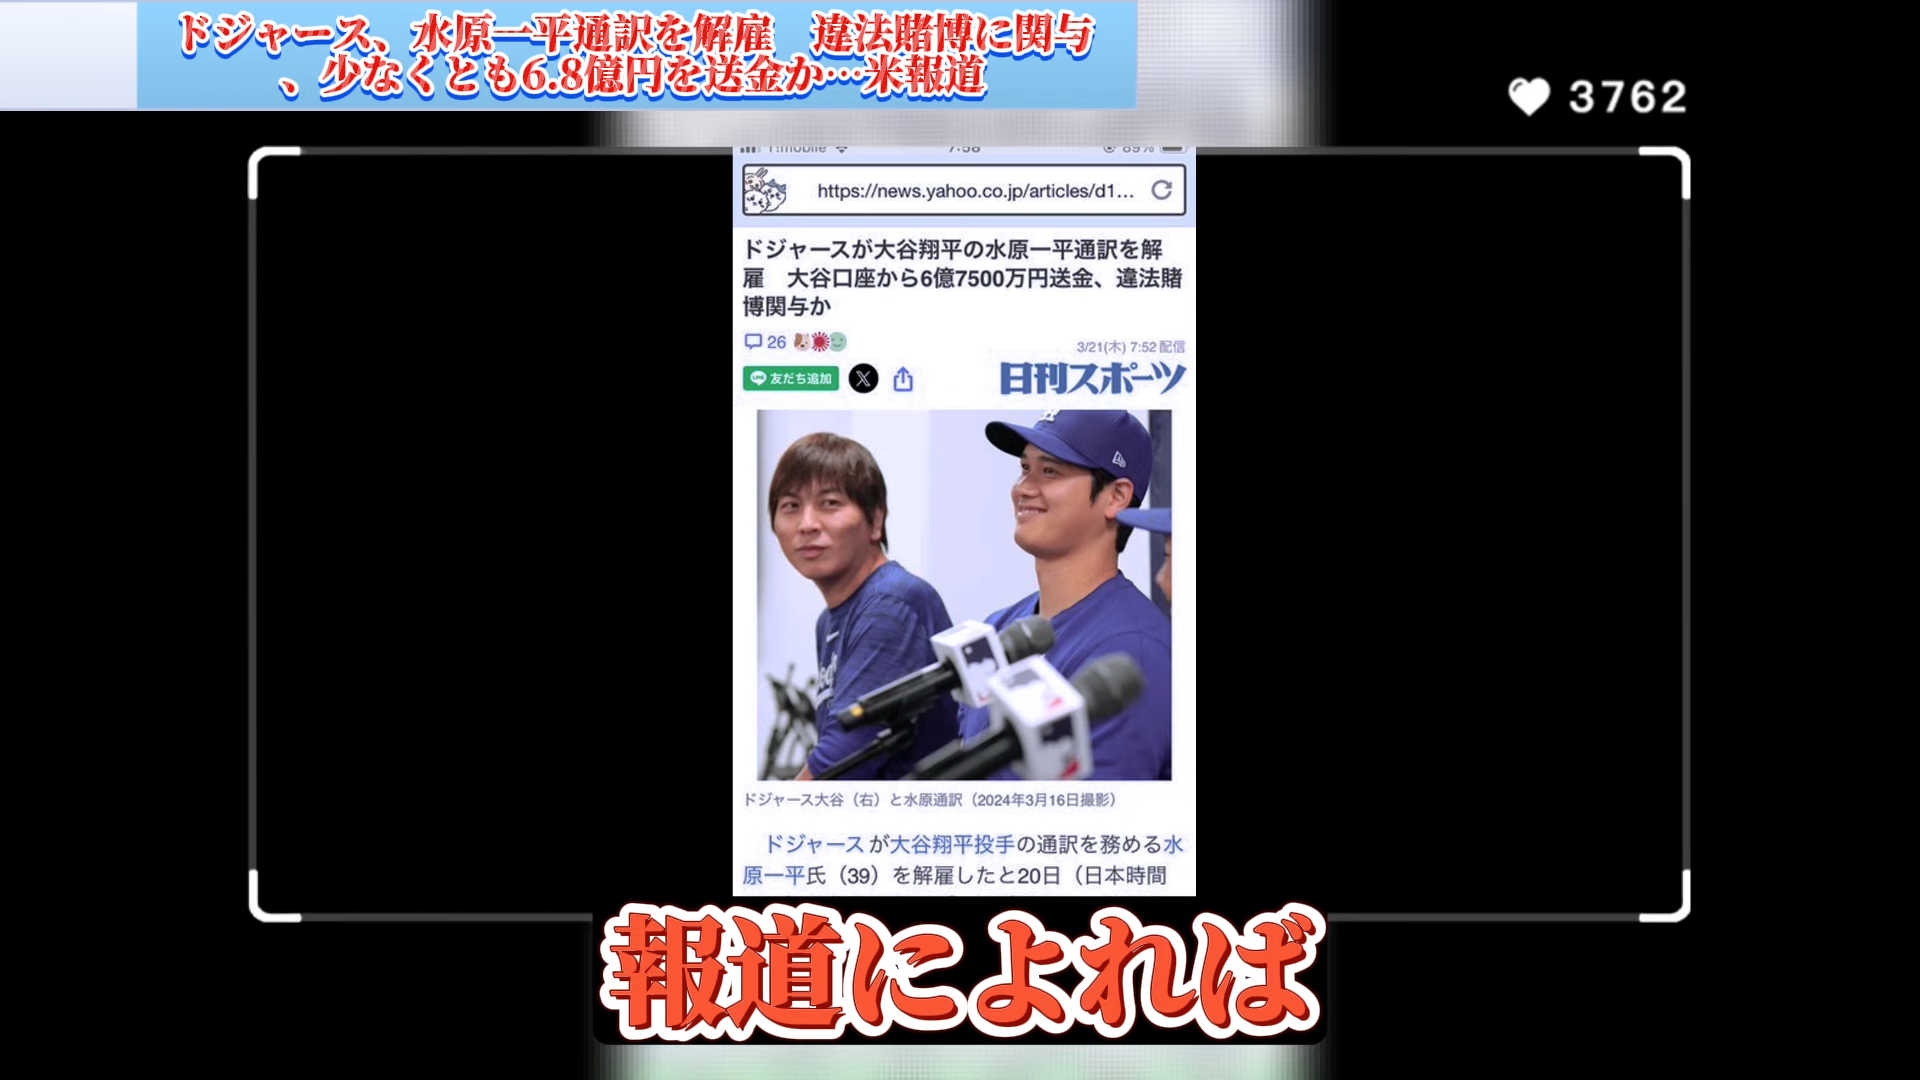 ドジャース、水原一平通訳を解雇　違法賭博に関与
、少なくとも6.8億円を送金か…米報道
3762
Y!mobile 7:58 89%
https://news.yahoo.co.jp/articles/d1...
ドジャースが大谷翔平の水原一平通訳を解
雇　大谷口座から6億7500万円送金、違法賭
博関与か
26
3/21(木) 7:52 配信
友だち追加
日刊スポーツ
ドジャース大谷（右）と水原通訳（2024年3月16日撮影）
ドジャース が大谷翔平投手の通訳を務める水
原一平氏（39）を解雇したと20日（日本時間
報道によれば